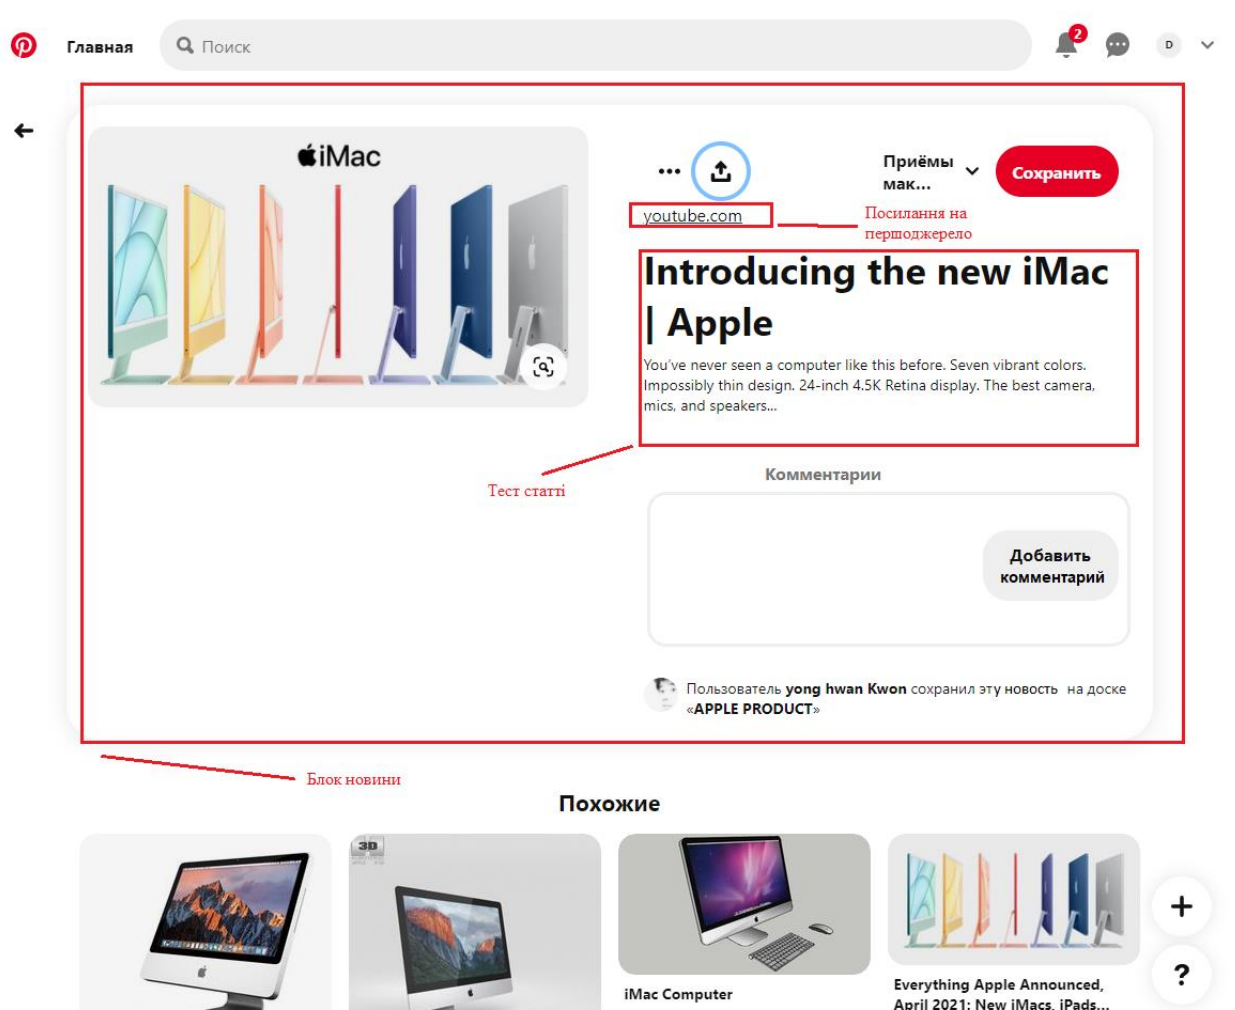 Главная
Поиск
2
D
iMac
Приёмы
мак...
Сохранить
youtube.com
Посилання на
першоджерело
Introducing the new iMac
| Apple
You've never seen a computer like this before. Seven vibrant colors.
Impossibly thin design. 24-inch 4.5K Retina display. The best camera,
mics, and speakers...
Тест статті
Комментарии
Добавить
комментарий
Пользователь yong hwan Kwon сохранил эту новость на доске
«APPLE PRODUCT»
Блок новини
Похожие
3D
iMac Computer
Everything Apple Announced,
April 2021: New iMacs, iPads...
?